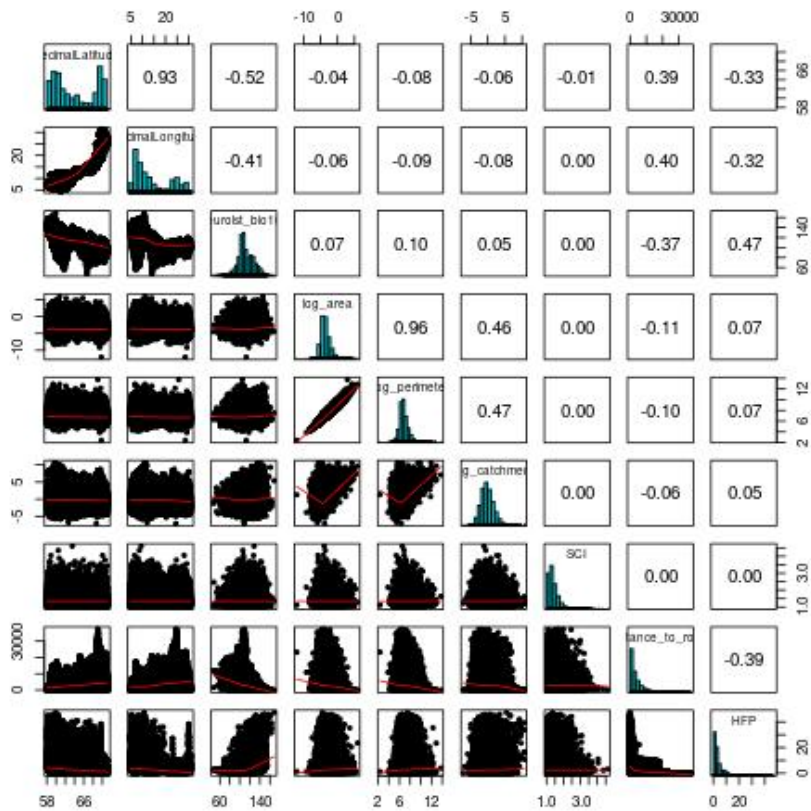 5 20 -10 0 -5 5 0 30000
ecimalLatitud 0.93 -0.52 -0.04 -0.08 -0.06 -0.01 0.39 -0.33 58 66
5 20 dmalLongitu -0.41 -0.06 -0.09 -0.08 0.00 0.40 -0.32
urolst_bio1 0.07 0.10 0.05 0.00 -0.37 0.47 60 140
-10 0 log_area 0.96 0.46 0.00 -0.11 0.07
og_perimete 0.47 0.00 -0.10 0.07 2 6 12
-5 5 g_catchme 0.00 -0.06 0.05
SCI 0.00 0.00 1.0 3.0
0 30000 tance_to_ro -0.39
HFP 0 20
58 66 60 140 2 6 12 1.0 3.0 20